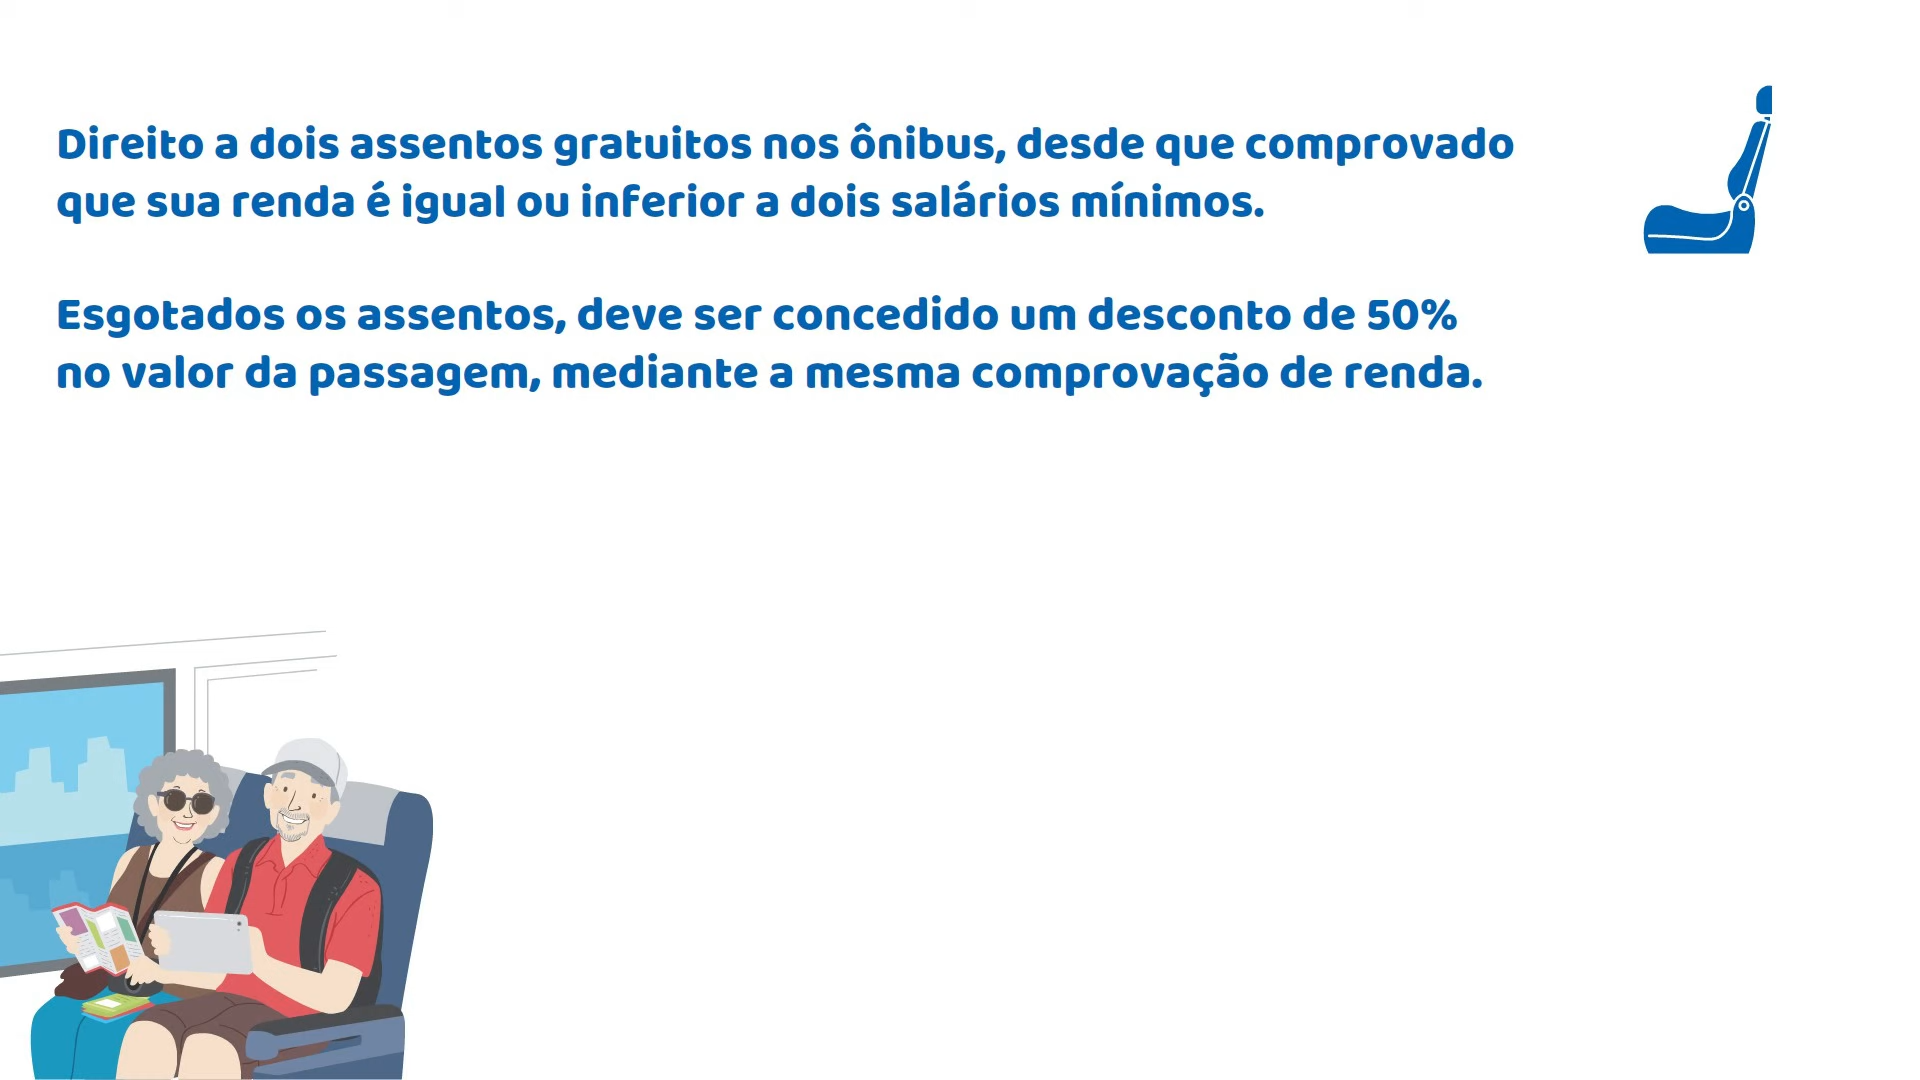 Direito a dois assentos gratuitos nos ônibus, desde que comprovado
que sua renda é igual ou inferior a dois salários mínimos.
Esgotados os assentos, deve ser concedido um desconto de 50%
no valor da passagem, mediante a mesma comprovação de renda.